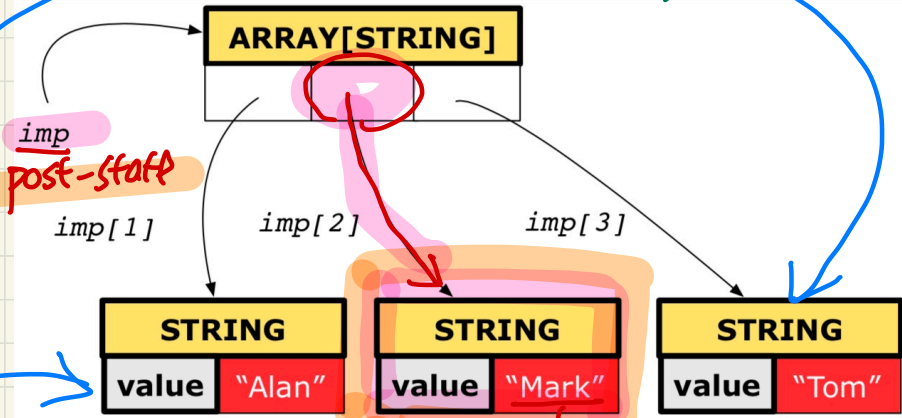 ARRAY[STRING]
imp
post-state
imp[1] imp[2] imp[3]
STRING STRING STRING
value "Alan" value "Mark" value "Tom"